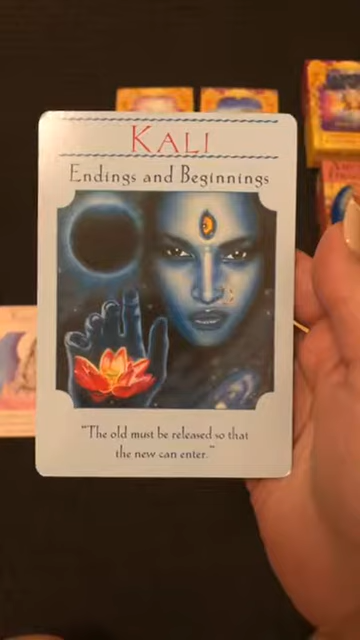 KALI
Endings and Beginnings
"The old must be released so that
the new can enter."